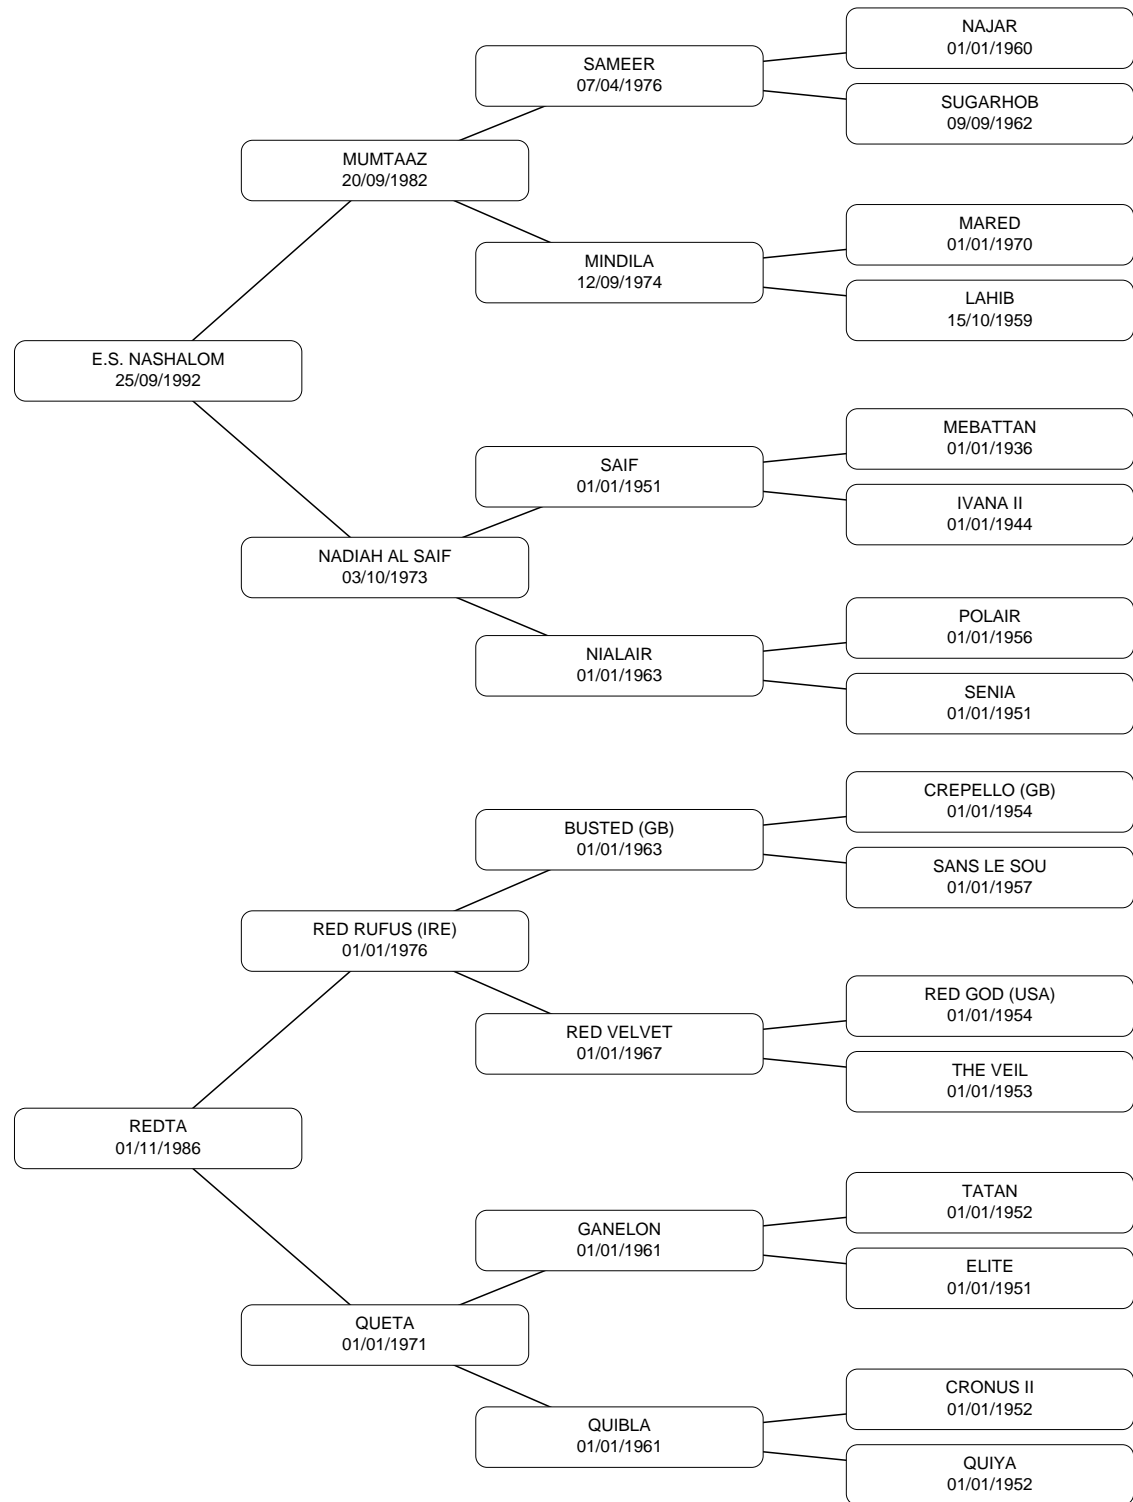 NAJAR
01/01/1960
SAMEER
07/04/1976
SUGARHOB
09/09/1962
MUMTAAZ
20/09/1982
MARED
01/01/1970
MINDILA
12/09/1974
LAHIB
15/10/1959
E.S. NASHALOM
25/09/1992
MEBATTAN
01/01/1936
SAIF
01/01/1951
IVANA II
01/01/1944
NADIAH AL SAIF
03/10/1973
POLAIR
01/01/1956
NIALAIR
01/01/1963
SENIA
01/01/1951
CREPELLO (GB)
01/01/1954
BUSTED (GB)
01/01/1963
SANS LE SOU
01/01/1957
RED RUFUS (IRE)
01/01/1976
RED GOD (USA)
01/01/1954
RED VELVET
01/01/1967
THE VEIL
01/01/1953
REDTA
01/11/1986
TATAN
01/01/1952
GANELON
01/01/1961
ELITE
01/01/1951
QUETA
01/01/1971
CRONUS II
01/01/1952
QUIBLA
01/01/1961
QUIYA
01/01/1952